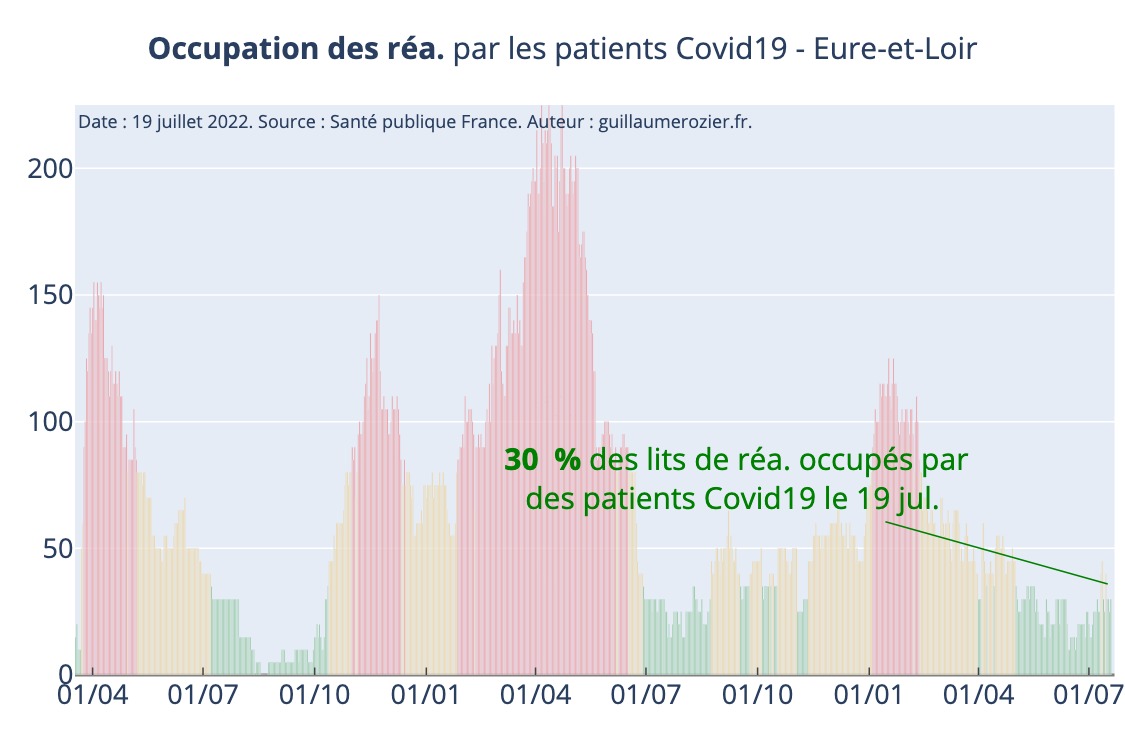 Occupation des réa. par les patients Covid19 - Eure-et-Loir
Date : 19 juillet 2022. Source : Santé publique France. Auteur : guillaumerozier.fr.
200
150
100
30 % des lits de réa. occupés par
des patients Covid19 le 19 jul.
50
0
01/04 01/07 01/10 01/01 01/04 01/07 01/10 01/01 01/04 01/07